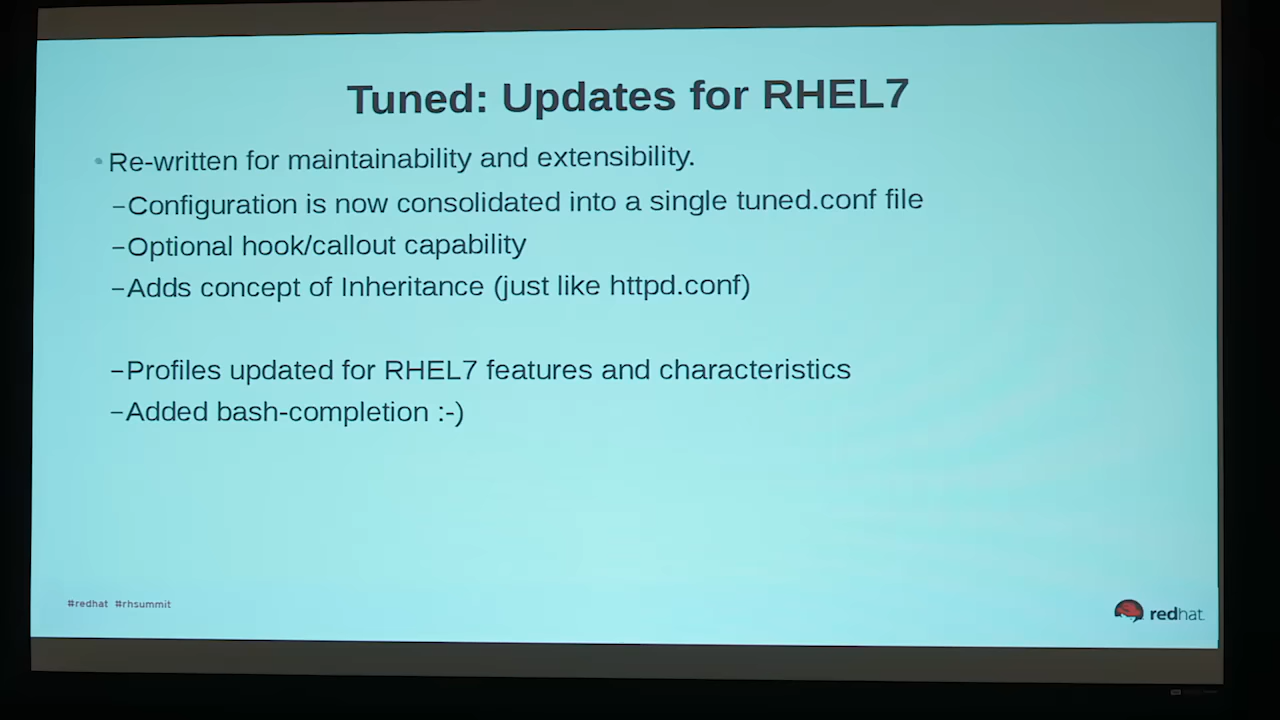 Tuned: Updates for RHEL7
• Re-written for maintainability and extensibility.
–Configuration is now consolidated into a single tuned.conf file
–Optional hook/callout capability
–Adds concept of Inheritance (just like httpd.conf)
–Profiles updated for RHEL7 features and characteristics
–Added bash-completion :-)
#redhat #rhsummit
redhat.